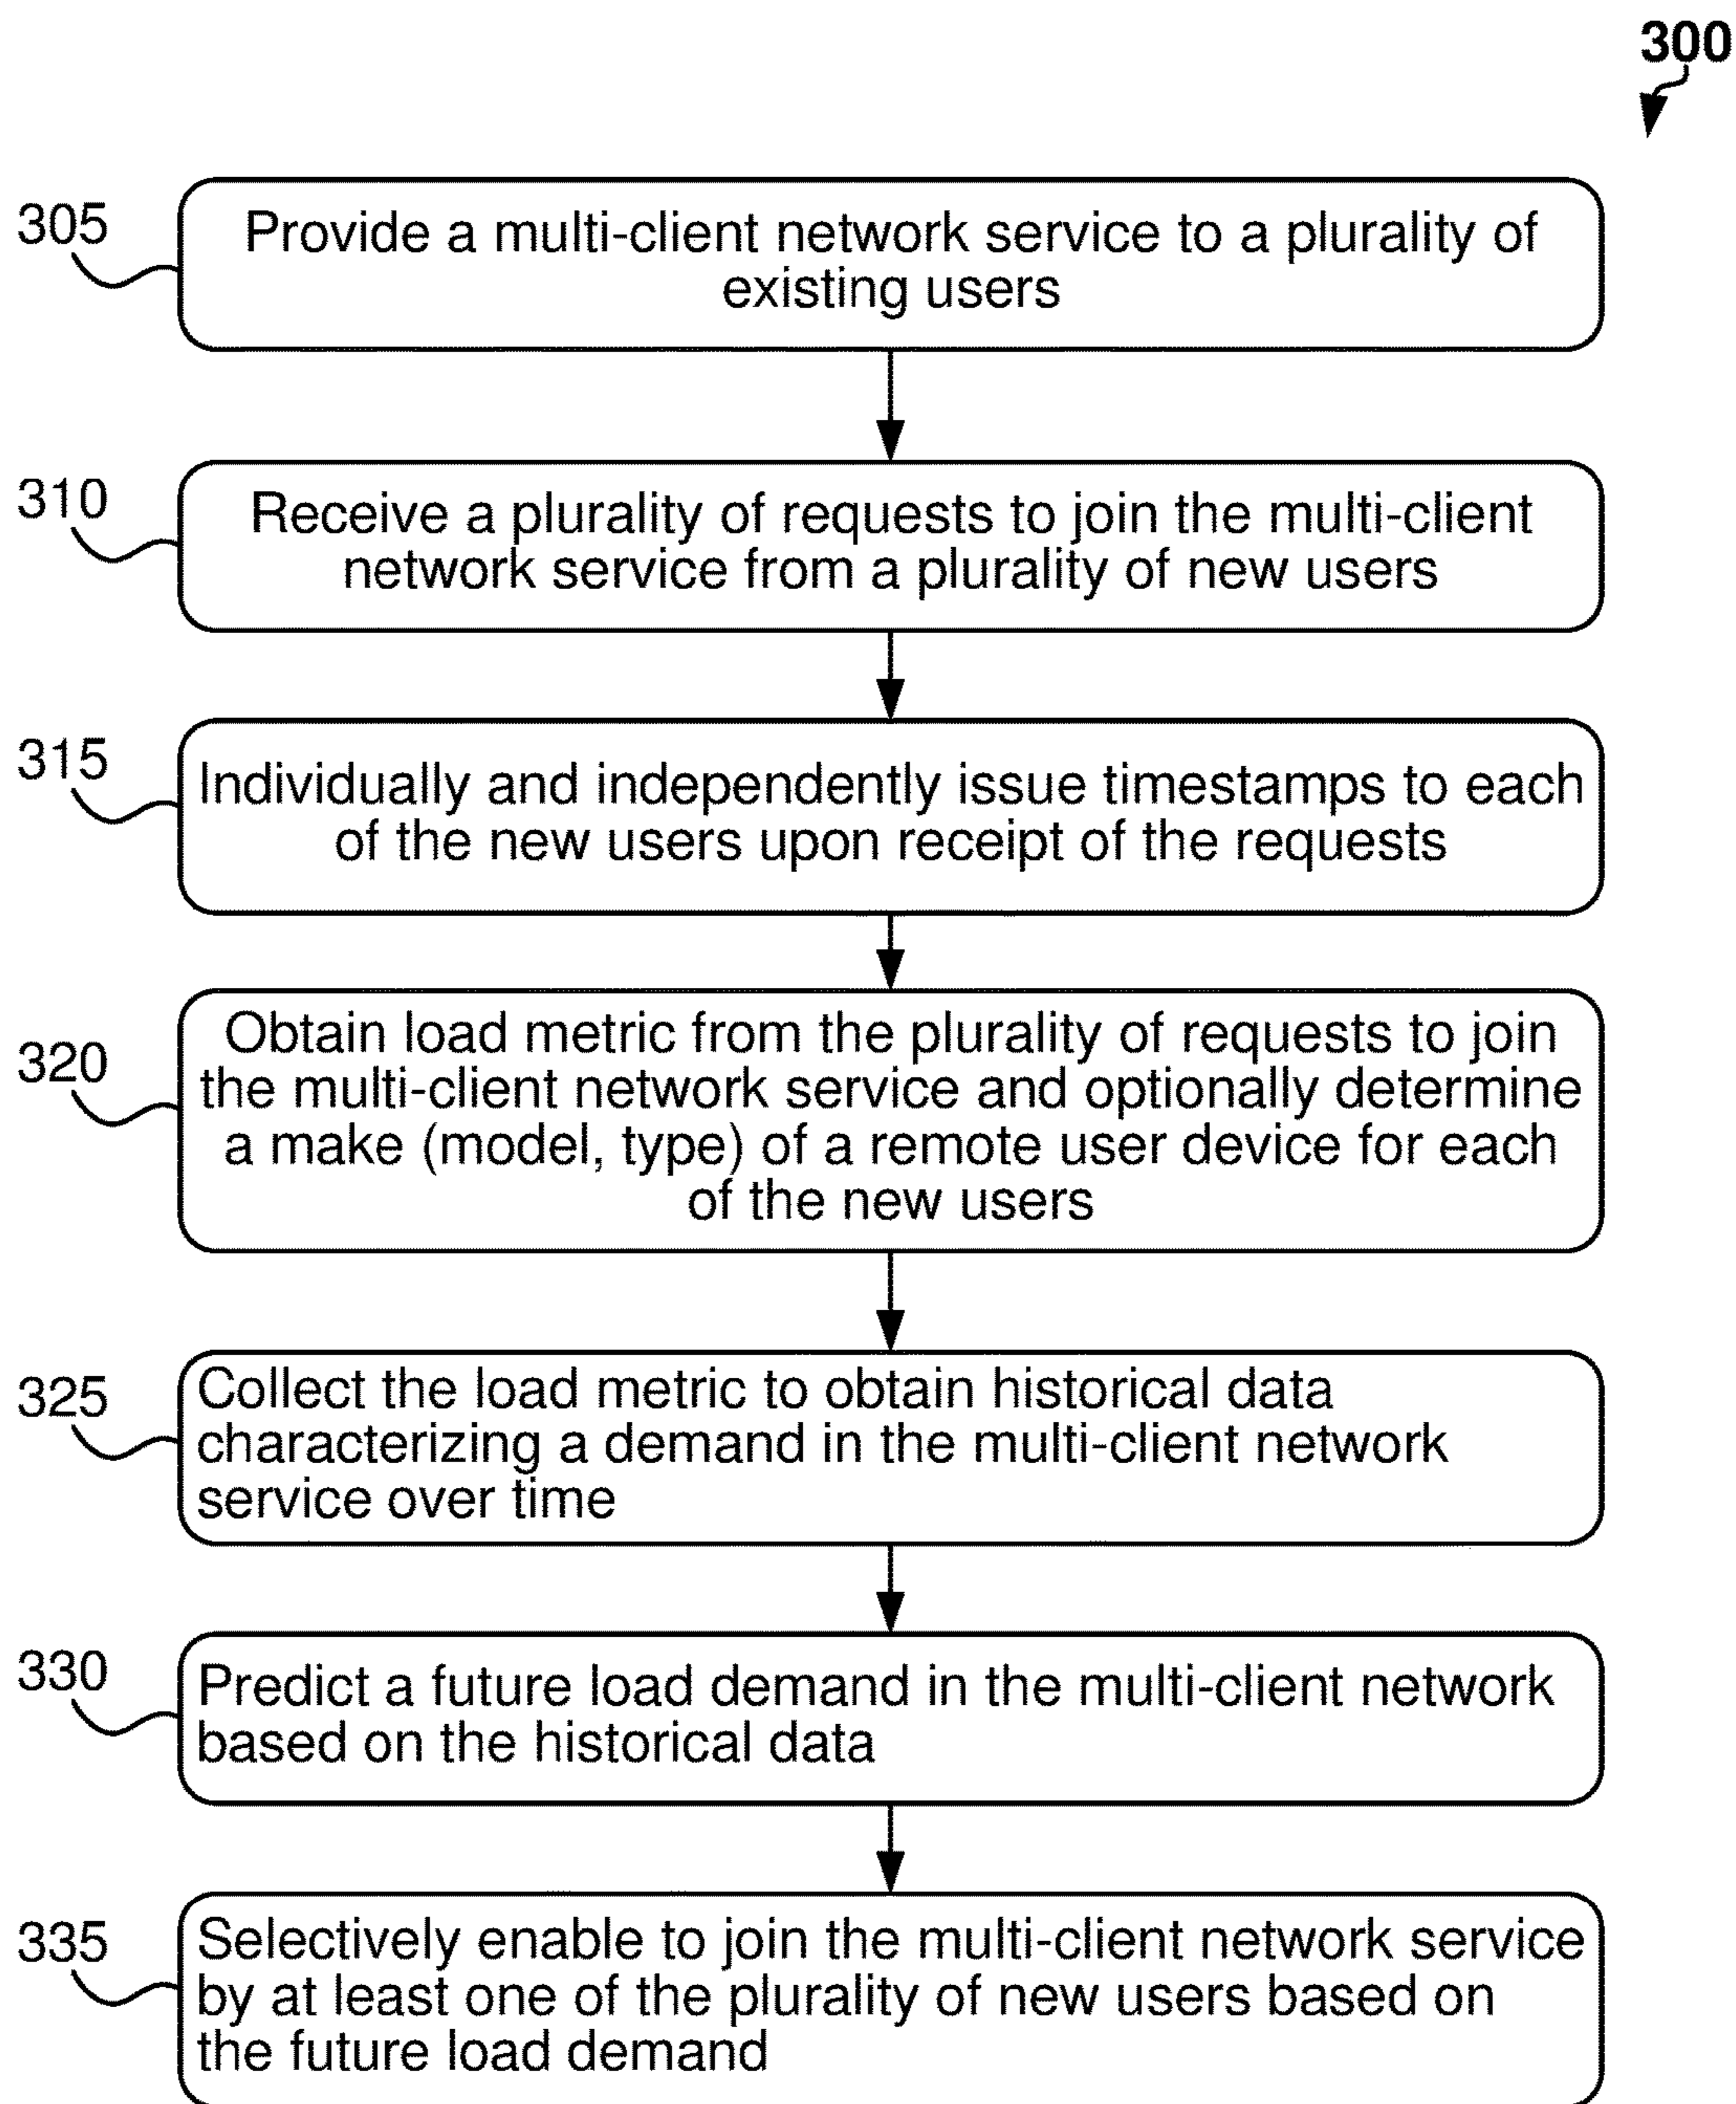 300
305
Provide a multi-client network service to a plurality of
existing users
310
Receive a plurality of requests to join the multi-client
network service from a plurality of new users
315
Individually and independently issue timestamps to each
of the new users upon receipt of the requests
320
Obtain load metric from the plurality of requests to join
the multi-client network service and optionally determine
a make (model, type) of a remote user device for each
of the new users
325
Collect the load metric to obtain historical data
characterizing a demand in the multi-client network
service over time
330
Predict a future load demand in the multi-client network
based on the historical data
335
Selectively enable to join the multi-client network service
by at least one of the plurality of new users based on
the future load demand